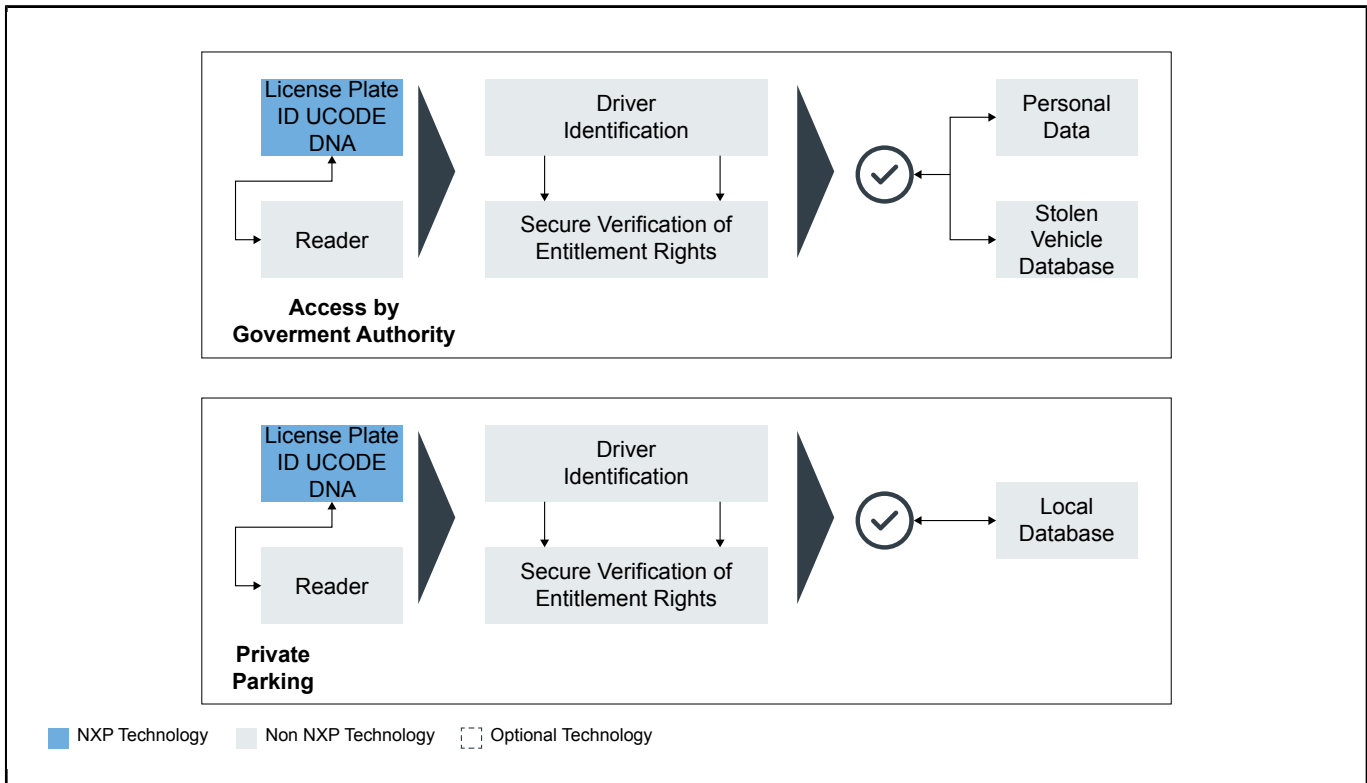 License Plate
ID UCODE
DNA
Reader
Access by
Goverment Authority
Driver
Identification
Secure Verification of
Entitlement Rights
Personal
Data
Stolen
Vehicle
Database
License Plate
ID UCODE
DNA
Reader
Private
Parking
Driver
Identification
Secure Verification of
Entitlement Rights
Local
Database
NXP Technology
Non NXP Technology
Optional Technology